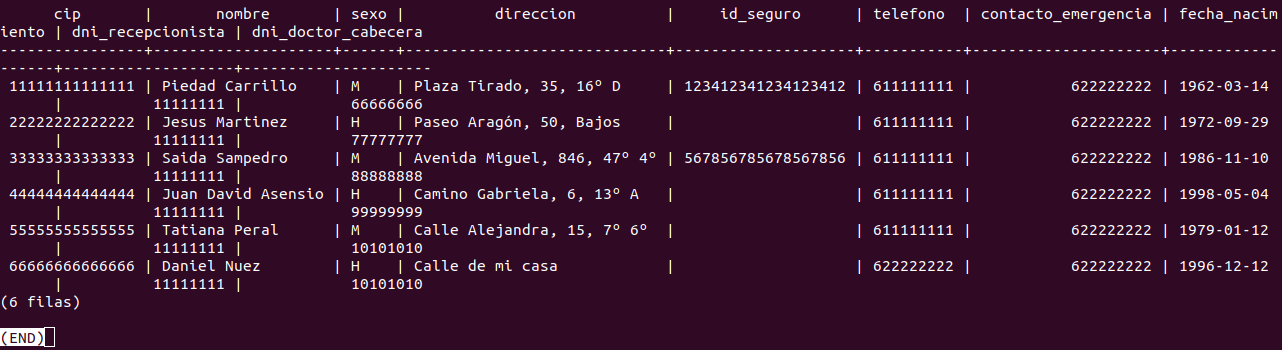 cip       |        nombre       | sexo |          direccion          |     id_seguro      | telefono  | contacto_emergencia | fecha_nacim
iento | dni_recepcionista | dni_doctor_cabecera
----------------+---------------------+------+-----------------------------+--------------------+-----------+---------------------+------------
------+-------------------+---------------------
 11111111111111 | Piedad Carrillo     | M    | Plaza Tirado, 35, 16º D     | 123412341234123412 | 611111111 |           622222222 | 1962-03-14
      |          11111111 |            66666666
 22222222222222 | Jesus Martinez      | H    | Paseo Aragón, 50, Bajos     |                    | 611111111 |           622222222 | 1972-09-29
      |          11111111 |            77777777
 33333333333333 | Saida Sampedro      | M    | Avenida Miguel, 846, 47º 4º | 567856785678567856 | 611111111 |           622222222 | 1986-11-10
      |          11111111 |            88888888
 44444444444444 | Juan David Asensio  | H    | Camino Gabriela, 6, 13º A   |                    | 611111111 |           622222222 | 1998-05-04
      |          11111111 |            99999999
 55555555555555 | Tatiana Peral       | M    | Calle Alejandra, 15, 7º 6º  |                    | 611111111 |           622222222 | 1979-01-12
      |          11111111 |            10101010
 66666666666666 | Daniel Nuez         | H    | Calle de mi casa            |                    | 622222222 |           622222222 | 1996-12-12
      |          11111111 |            10101010
(6 filas)
(END)